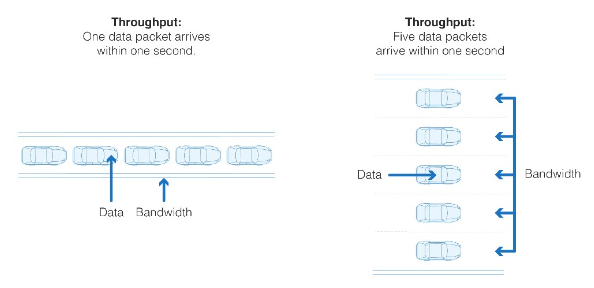 Throughput:
One data packet arrives
within one second.
Data
Bandwidth
Throughput:
Five data packets
arrive within one second
Data
Bandwidth